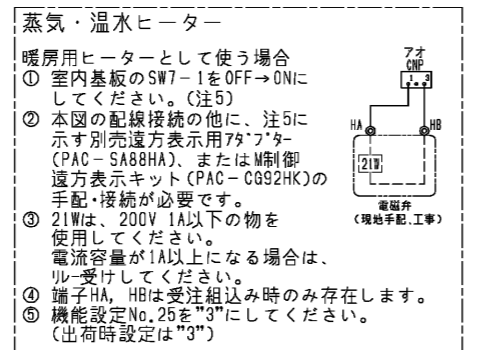 蒸気・温水ヒーター
暖房用ヒーターとして使う場合
① 室内基板のSW7-1をOFF→ONに
してください。(注5)
② 本図の配線接続の他に、注5に
示す別売遠方表示用アダプター
(PAC-SA88HA)、またはM制御
遠方表示キット(PAC-CG92HK)の
手配・接続が必要です。
③ 21Wは、200V 1A以下の物を
使用してください。
電流容量が1A以上になる場合は、
リレー受けしてください。
④ 端子HA, HBは受注組込み時のみ存在します。
⑤ 機能設定No.25を"3"にしてください。
(出荷時設定は"3")
アオ
CNP
1 3
HA HB
21W
電磁弁
(現地手配、工事)